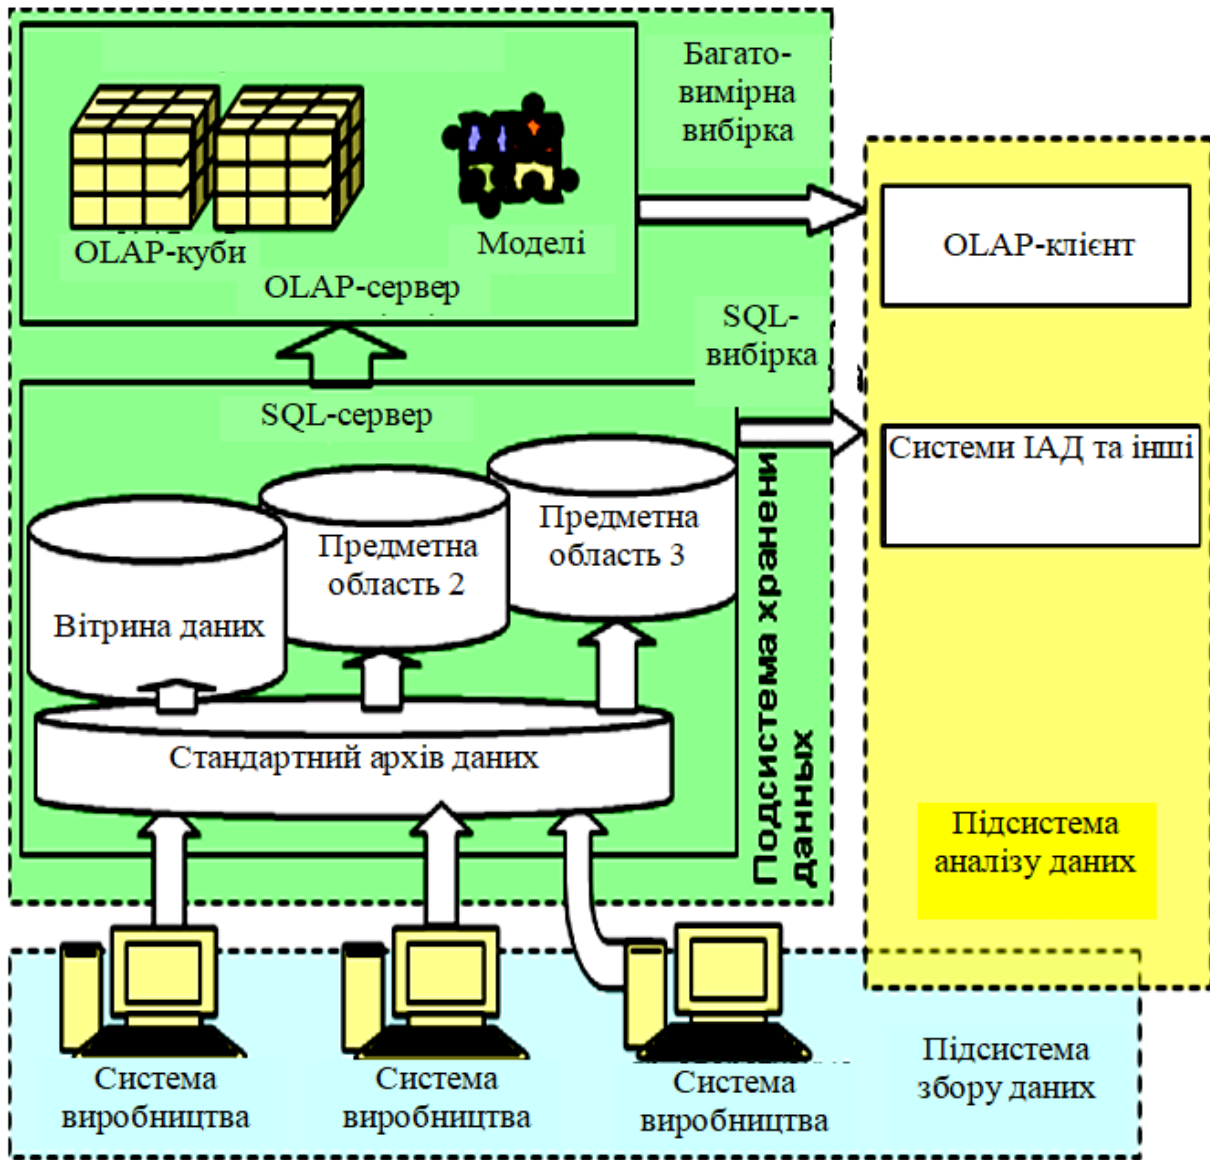 Багато-
вимірна
вибірка
OLAP-куби
Моделі
OLAP-сервер
OLAP-клієнт
SQL-
вибірка
SQL-сервер
Системи ІАД та інші
Предметна
область 3
Предметна
область 2
Вітрина даних
Стандартний архів даних
Подсистема хранени
данных
Підсистема
аналізу даних
Система
виробництва
Система
виробництва
Система
виробництва
Підсистема
збору даних